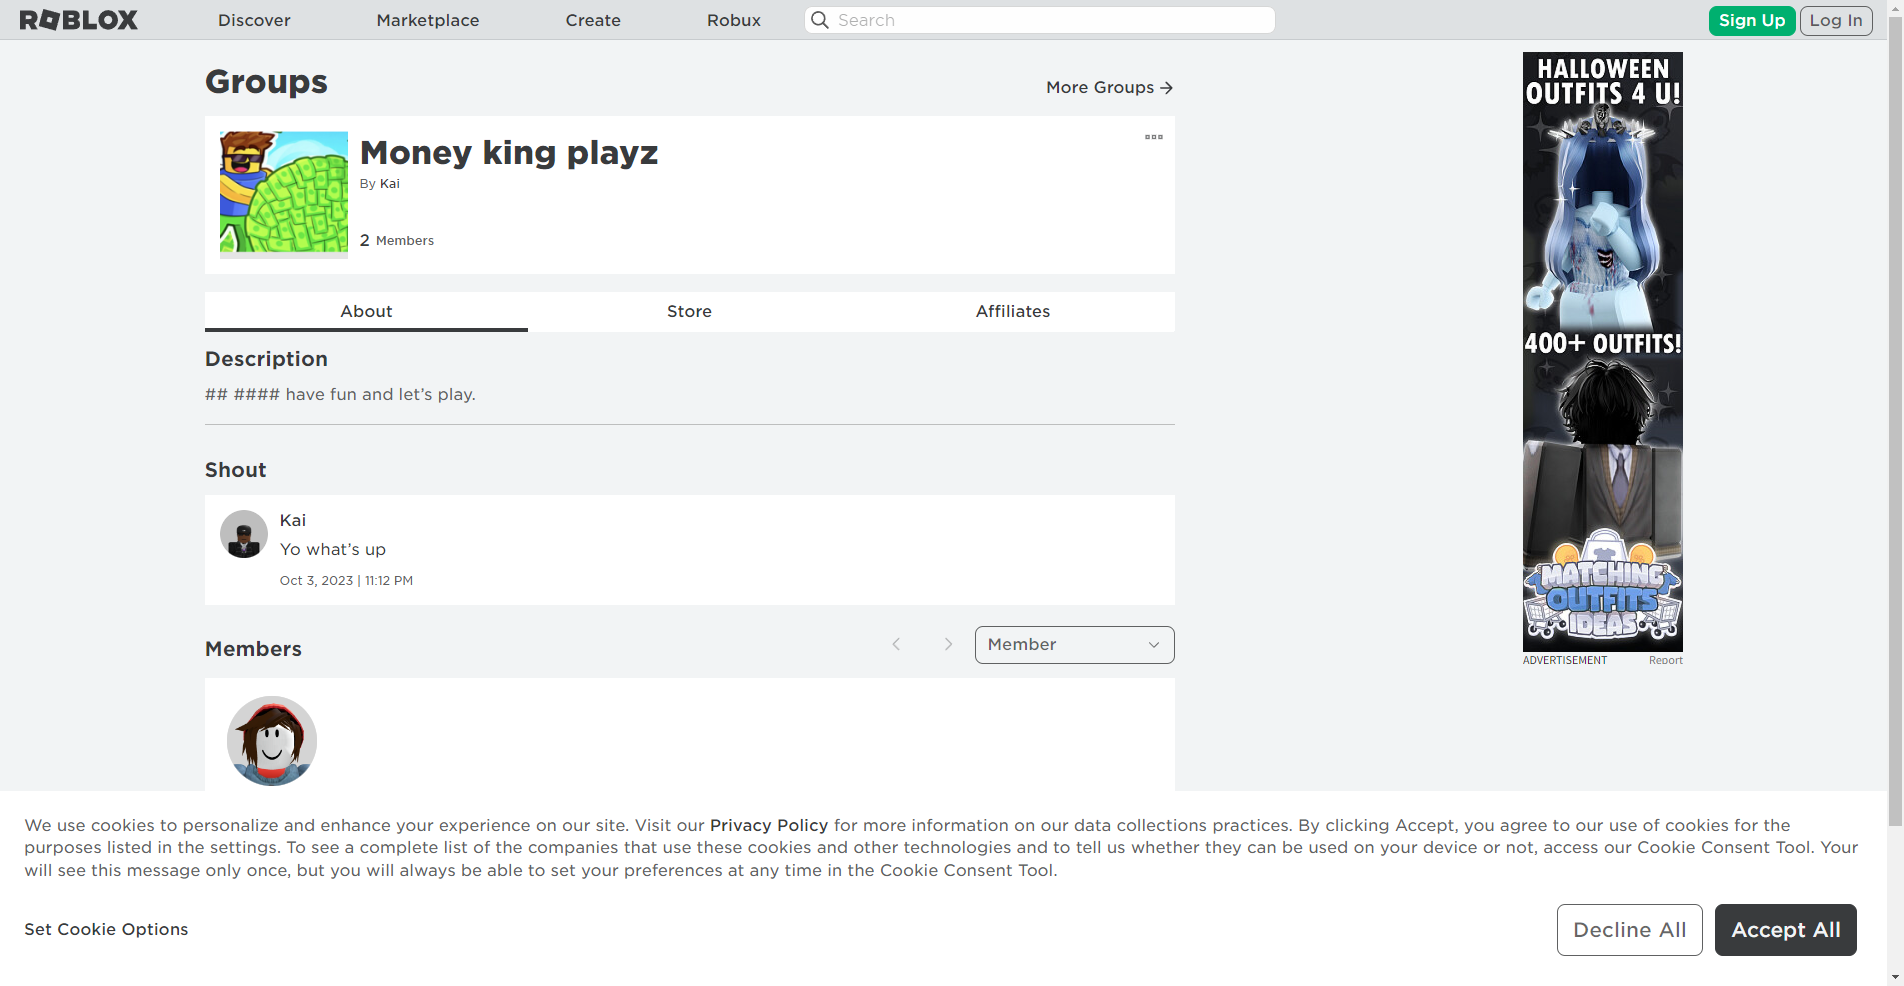 ROBLOX
Discover
Marketplace
Create
Robux
Search
Sign Up
Log In
Groups
More Groups
Money king playz
By Kai
2 Members
About
Store
Affiliates
Description
## #### have fun and let’s play.
Shout
Kai
Yo what’s up
Oct 3, 2023 | 11:12 PM
Members
Member
HALLOWEEN
OUTFITS 4 U!
400+ OUTFITS!
MATCHING
OUTFITS
IDEAS
ADVERTISEMENT
Report
We use cookies to personalize and enhance your experience on our site. Visit our Privacy Policy for more information on our data collections practices. By clicking Accept, you agree to our use of cookies for the
purposes listed in the settings. To see a complete list of the companies that use these cookies and other technologies and to tell us whether they can be used on your device or not, access our Cookie Consent Tool. Your
will see this message only once, but you will always be able to set your preferences at any time in the Cookie Consent Tool.
Set Cookie Options
Decline All
Accept All